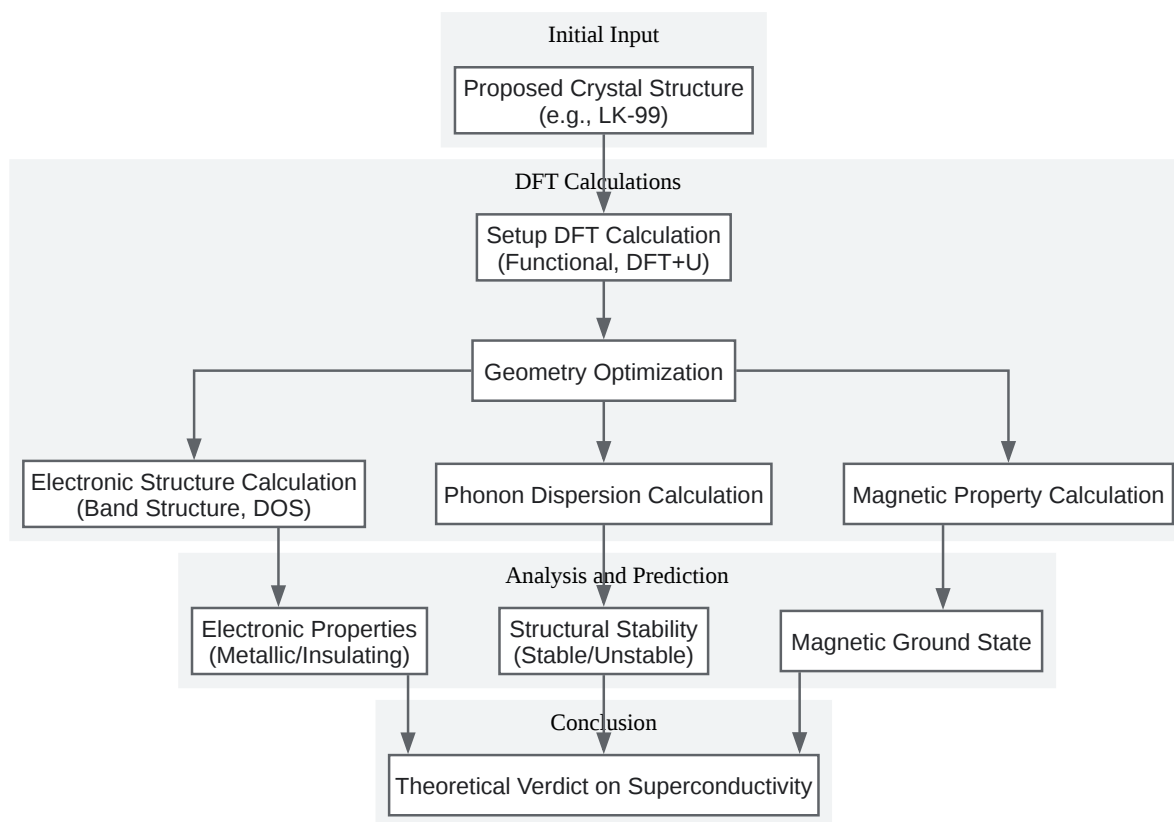 Initial Input
Proposed Crystal Structure
(e.g., LK-99)
DFT Calculations
Setup DFT Calculation
(Functional, DFT+U)
Geometry Optimization
Electronic Structure Calculation
(Band Structure, DOS)
Phonon Dispersion Calculation
Magnetic Property Calculation
Analysis and Prediction
Electronic Properties
(Metallic/Insulating)
Structural Stability
(Stable/Unstable)
Magnetic Ground State
Conclusion
Theoretical Verdict on Superconductivity